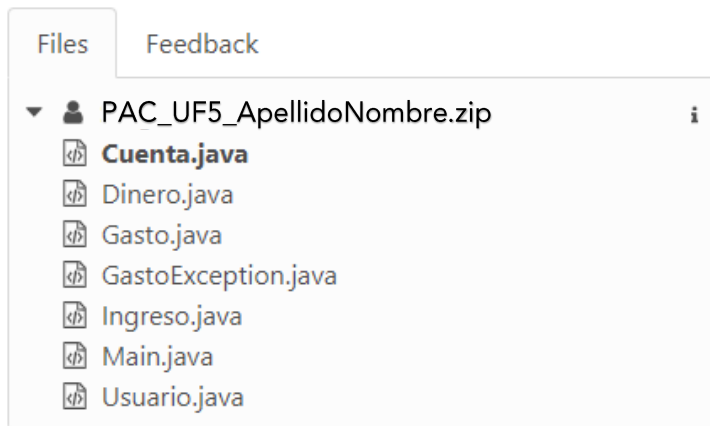 Files Feedback
PAC_UF5_ApellidoNombre.zip
Cuenta.java
Dinero.java
Gasto.java
GastoException.java
Ingreso.java
Main.java
Usuario.java